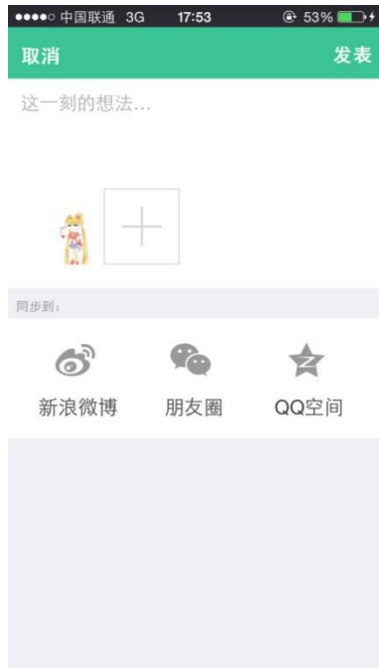 中国联通 3G 17:53 53%
取消 发表
这一刻的想法...
同步到：
新浪微博 朋友圈 QQ空间